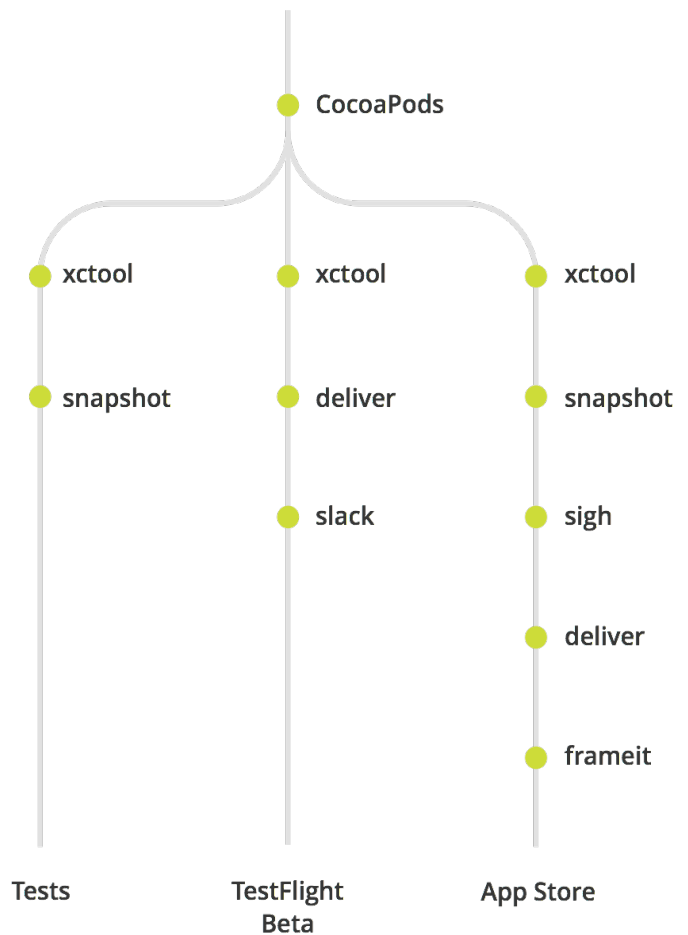 CocoaPods
xctool
xctool
xctool
snapshot
deliver
snapshot
slack
sigh
deliver
frameit
Tests
TestFlight
Beta
App Store